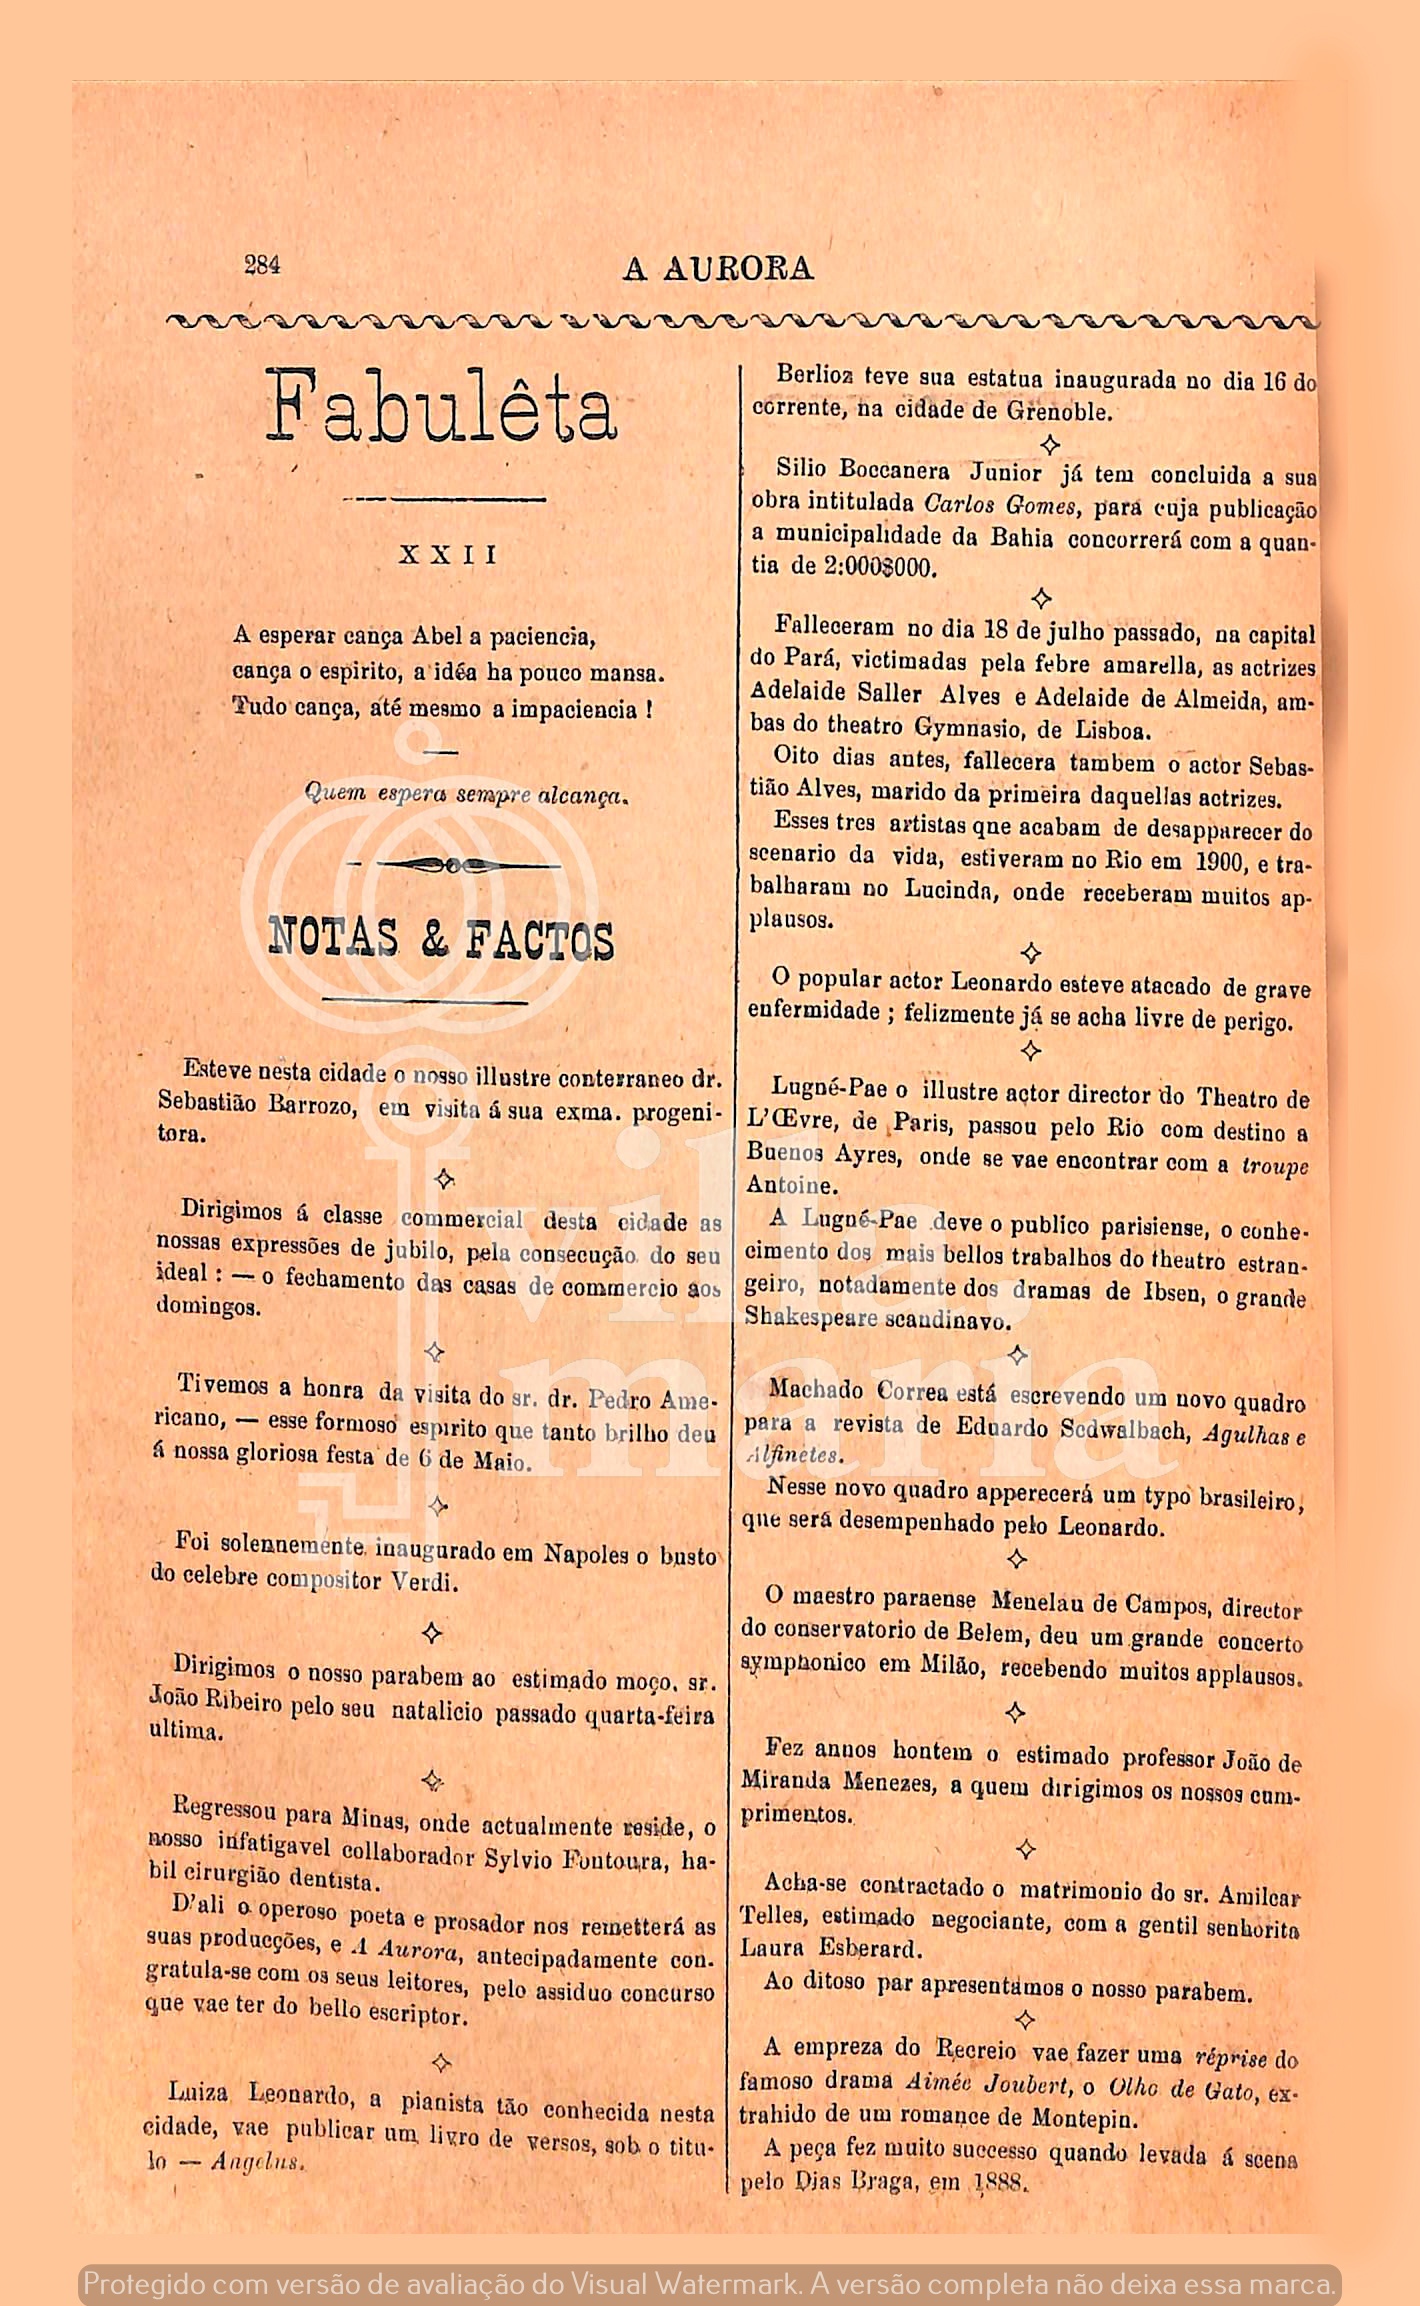 284
A AURORA
Fabulêta
XXII
A esperar cança Abel a paciencia,
cança o espirito, a idéa ha pouco mansa.
Tudo cança, até mesmo a impaciencia !
Quem espera sempre alcança.
NOTAS & FACTOS
Esteve nesta cidade o nosso illustre conterraneo dr.
Sebastião Barrozo, em visita á sua exma. progeni-
tora.
Dirigimos á classe commercial desta cidade as
nossas expressões de jubilo, pela consecução do seu
ideal : — o fechamento das casas de commercio aos
domingos.
Tivemos a honra da visita do sr. dr. Pedro Ame-
ricano, — esse formoso espirito que tanto brilho deu
á nossa gloriosa festa de 6 de Maio.
Foi solennemente inaugurado em Napoles o busto
do celebre compositor Verdi.
Dirigimos o nosso parabem ao estimado moço, sr.
João Ribeiro pelo seu natalicio passado quarta-feira
ultima.
Regressou para Minas, onde actualmente reside, o
nosso infatigavel collaborador Sylvio Fontoura, ha-
bil cirurgião dentista.
D'ali o operoso poeta e prosador nos remetterá as
suas producções, e A Aurora, antecipadamente con-
gratula-se com os seus leitores, pelo assiduo concurso
que vae ter do bello escriptor.
Luiza Leonardo, a pianista tão conhecida nesta
cidade, vae publicar um livro de versos, sob o titu-
lo — Angelus.
Berlioz teve sua estatua inaugurada no dia 16 do
corrente, na cidade de Grenoble.
Silio Boccanera Junior já tem concluida a sua
obra intitulada Carlos Gomes, para cuja publicação
a municipalidade da Bahia concorrerá com a quan-
tia de 2:000$000.
Falleceram no dia 18 de julho passado, na capital
do Pará, victimadas pela febre amarella, as actrizes
Adelaide Saller Alves e Adelaide de Almeida, am-
bas do theatro Gymnasio, de Lisboa.
Oito dias antes, fallecera tambem o actor Sebas-
tião Alves, marido da primeira daquellas actrizes.
Esses tres artistas que acabam de desapparecer do
scenario da vida, estiveram no Rio em 1900, e tra-
balharam no Lucinda, onde receberam muitos ap-
plausos.
O popular actor Leonardo esteve atacado de grave
enfermidade ; felizmente já se acha livre de perigo.
Lugné-Pae o illustre actor director do Theatro de
L'Œvre, de Paris, passou pelo Rio com destino a
Buenos Ayres, onde se vae encontrar com a troupe
Antoine.
A Lugné-Pae deve o publico parisiense, o conhe-
cimento dos mais bellos trabalhos do theatro estran-
geiro, notadamente dos dramas de Ibsen, o grande
Shakespeare scandinavo.
Machado Correa está escrevendo um novo quadro
para a revista de Eduardo Scdwalbach, Agulhas e
Alfinetes.
Nesse novo quadro apperecerá um typo brasileiro,
que será desempenhado pelo Leonardo.
O maestro paraense Menelau de Campos, director
do conservatorio de Belem, deu um grande concerto
symphonico em Milão, recebendo muitos applausos.
Fez annos hontem o estimado professor João de
Miranda Menezes, a quem dirigimos os nossos cum-
primentos.
Acha-se contractado o matrimonio do sr. Amilcar
Telles, estimado negociante, com a gentil senhorita
Laura Esberard.
Ao ditoso par apresentamos o nosso parabem.
A empreza do Recreio vae fazer uma réprise do
famoso drama Aimée Joubert, o Olho de Gato, ex-
trahido de um romance de Montepin.
A peça fez muito successo quando levada á scena
pelo Dias Braga, em 1888.
villa
maria
Protegido com versão de avaliação do Visual Watermark. A versão completa não deixa essa marca.